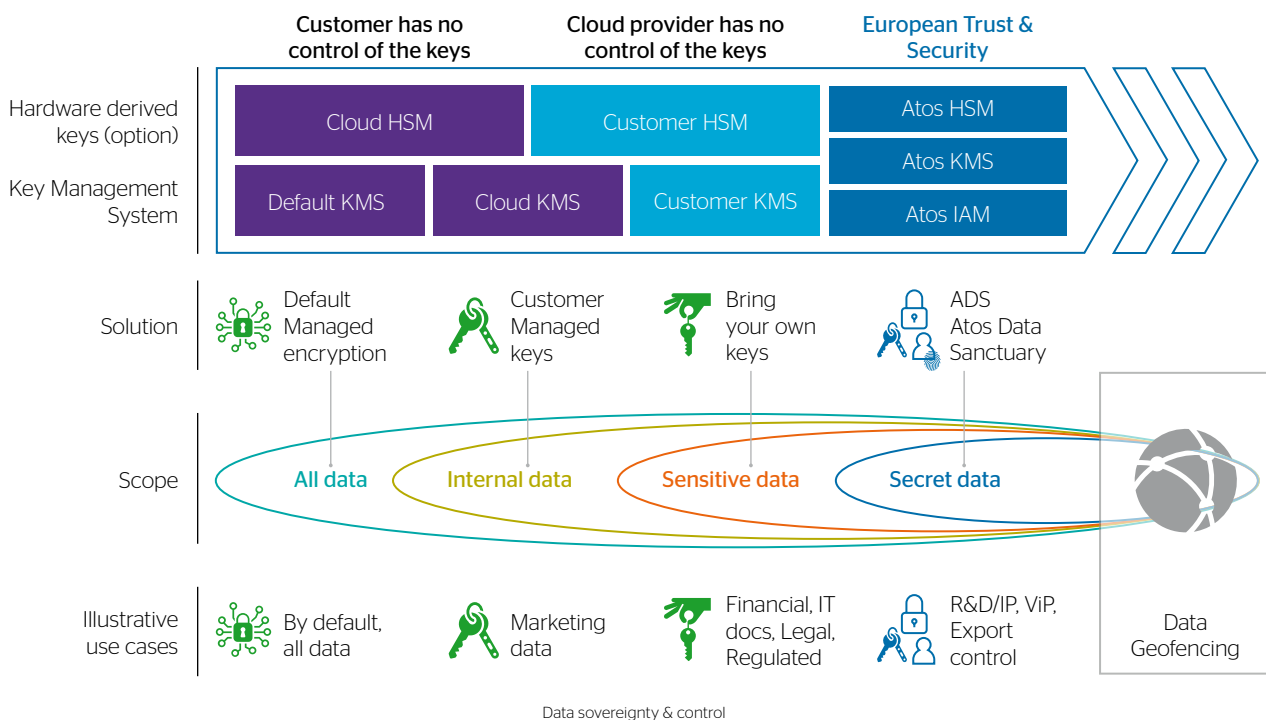 Customer has no
control of the keys
Cloud provider has no
control of the keys
European Trust &
Security
Hardware derived
keys (option)
Cloud HSM
Customer HSM
Atos HSM
Atos KMS
Atos IAM
Key Management
System
Default KMS
Cloud KMS
Customer KMS
Solution
Default
Managed
encryption
Customer
Managed
keys
Bring
your own
keys
ADS
Atos Data
Sanctuary
Scope
All data
Internal data
Sensitive data
Secret data
Illustrative
use cases
By default,
all data
Marketing
data
Financial, IT
docs, Legal,
Regulated
R&D/IP, ViP,
Export
control
Data
Geofencing
Data sovereignty & control